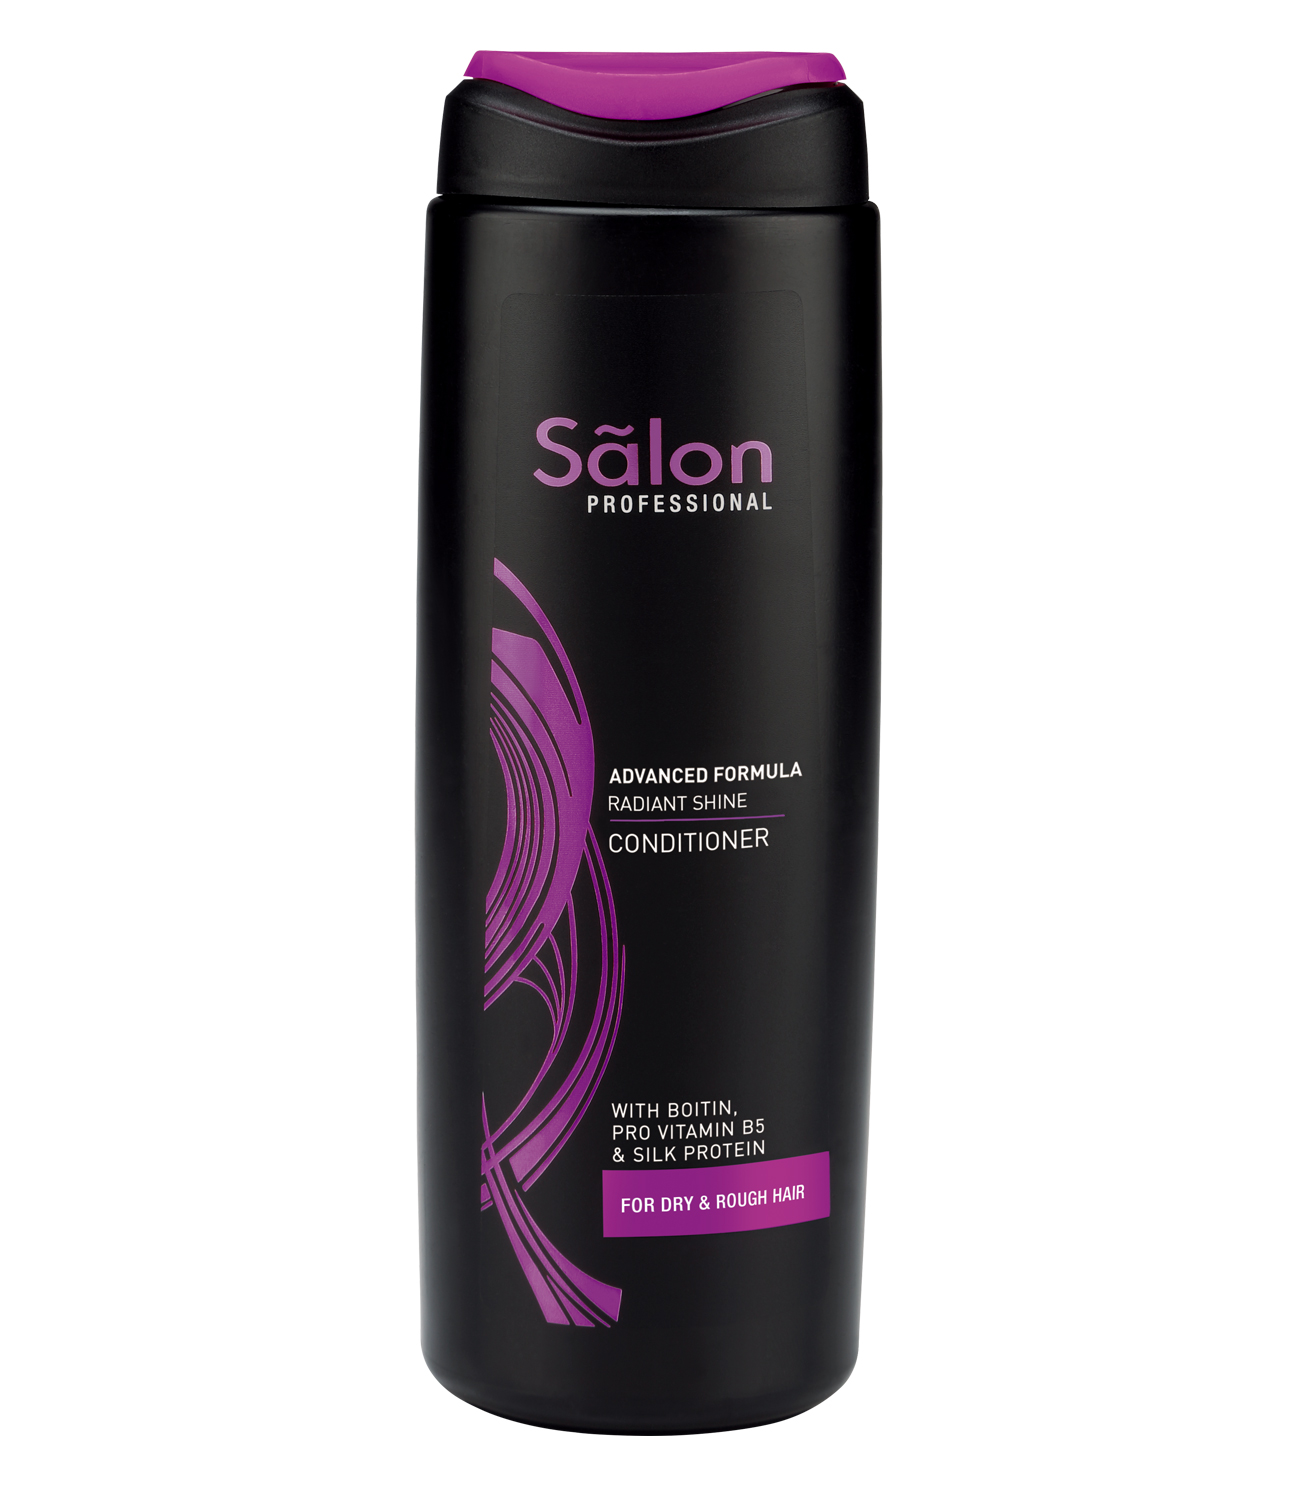 Sãlon
PROFESSIONAL
ADVANCED FORMULA
RADIANT SHINE
CONDITIONER
WITH BOITIN,
PRO VITAMIN B5
& SILK PROTEIN
FOR DRY & ROUGH HAIR